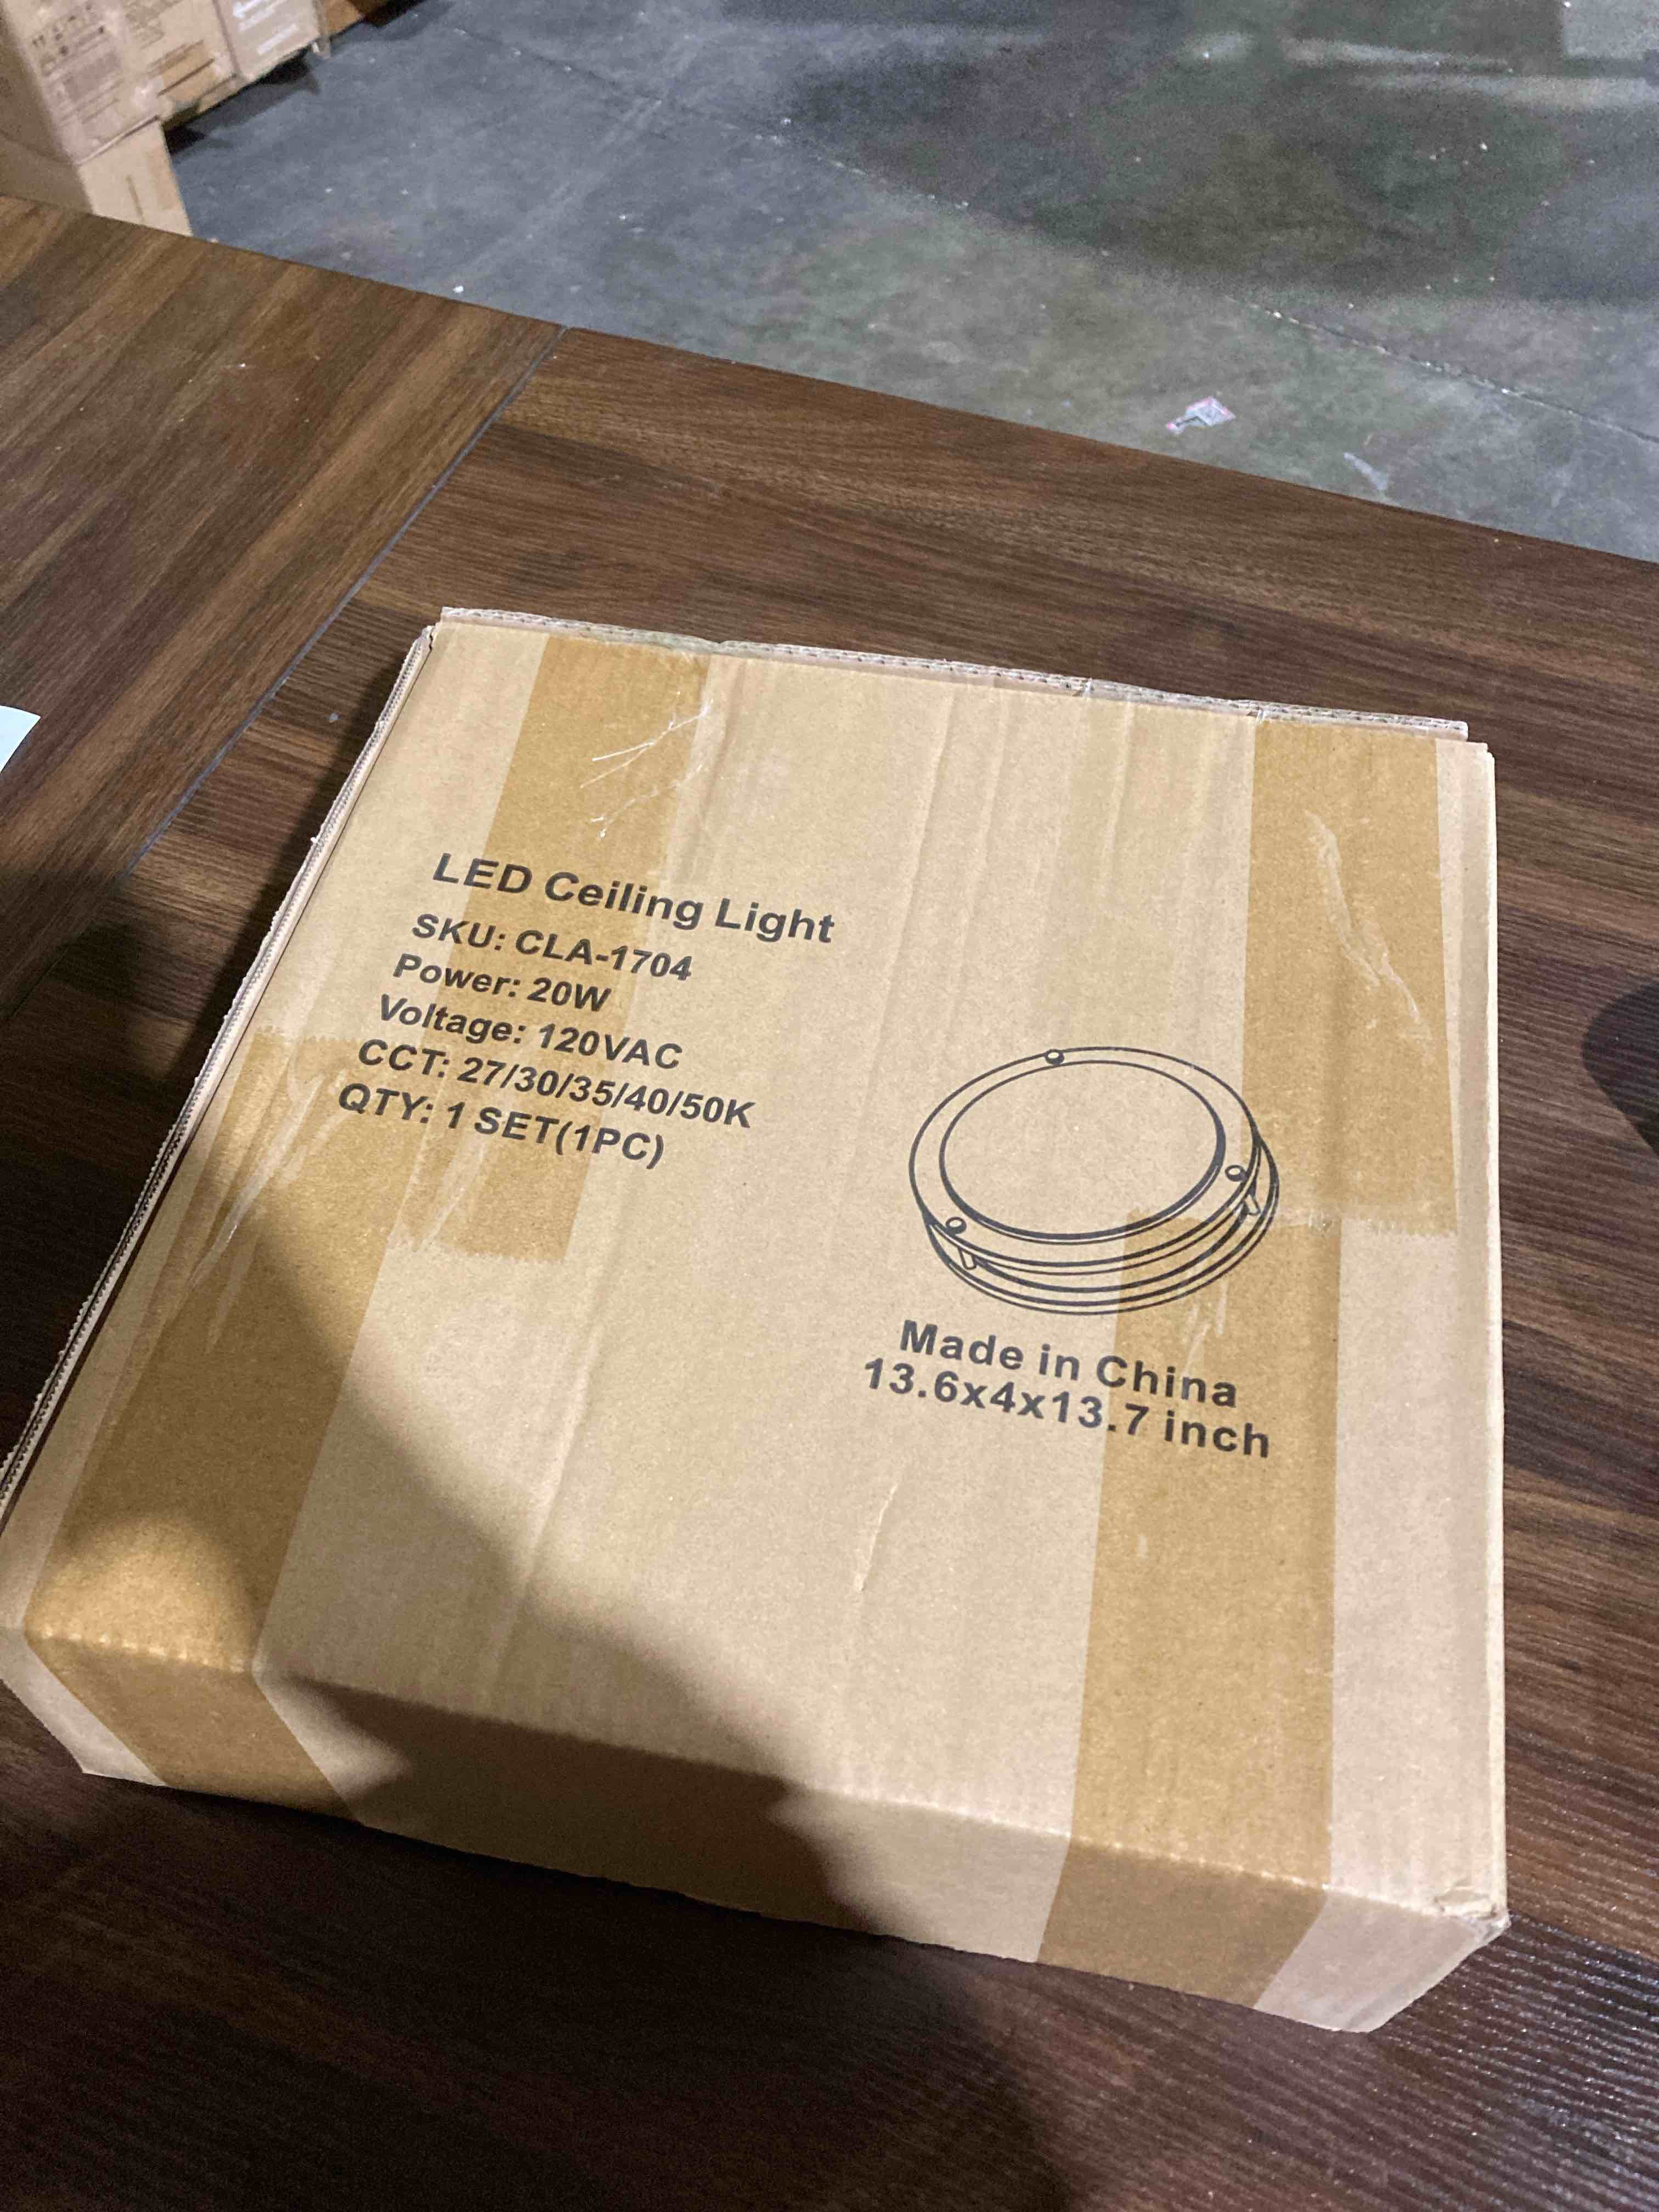 LED Ceiling Light
SKU: CLA-1704
Power: 20W
Voltage: 120VAC
CCT: 27/30/35/40/50K
QTY: 1 SET(1PC)
Made in China
13.6x4x13.7 inch